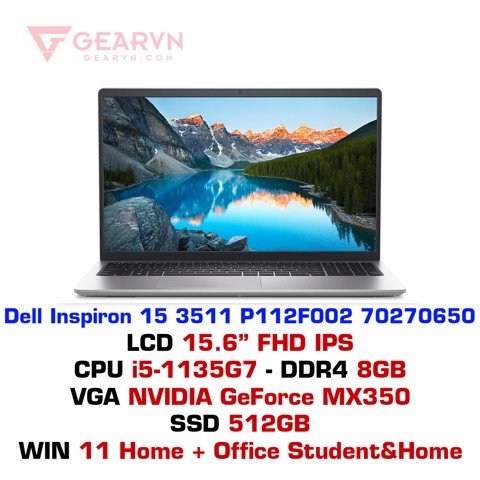 GEARVN
GEARVN.COM
Dell Inspiron 15 3511 P112F002 70270650
LCD 15.6” FHD IPS
CPU i5-1135G7 - DDR4 8GB
VGA NVIDIA GeForce MX350
SSD 512GB
WIN 11 Home + Office Student&Home